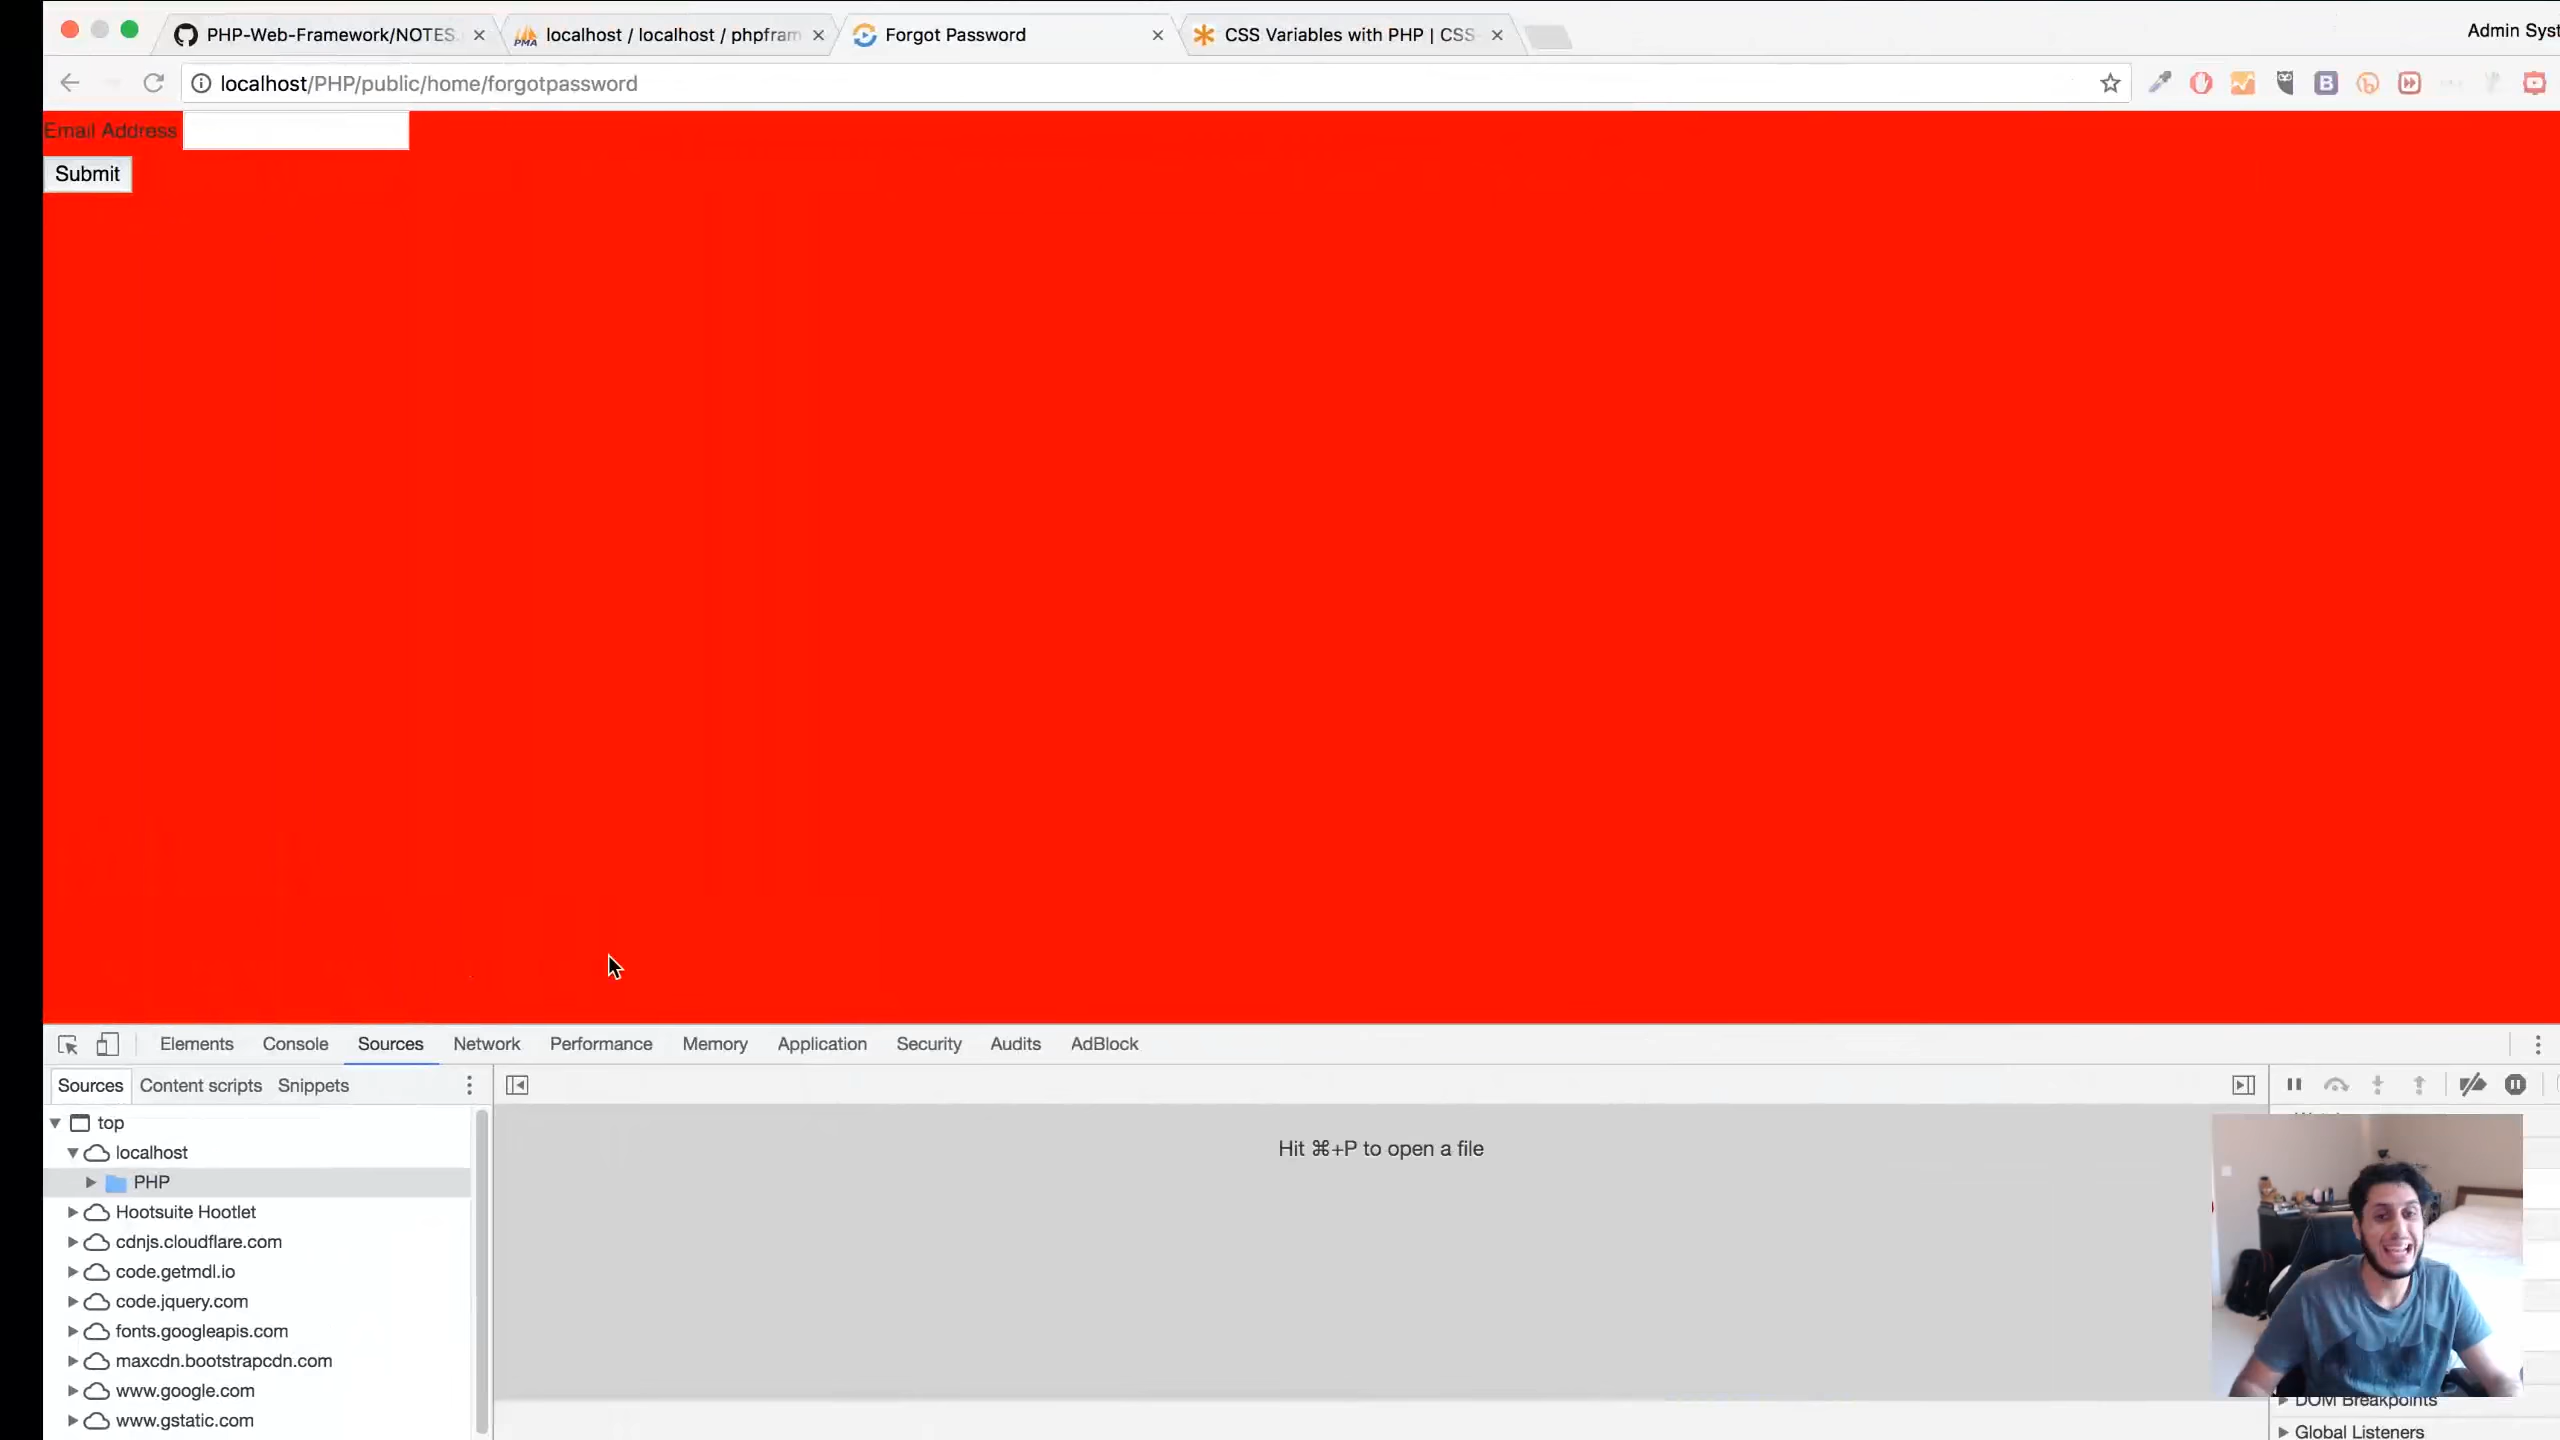 PHP-Web-Framework/NOTES.
localhost / localhost / phpfram
Forgot Password
CSS Variables with PHP | CSS
Admin Syst
localhost/PHP/public/home/forgotpassword
Email Address
Submit
Elements Console Sources Network Performance Memory Application Security Audits AdBlock
Sources Content scripts Snippets
top
localhost
PHP
Hootsuite Hootlet
cdnjs.cloudflare.com
code.getmdl.io
code.jquery.com
fonts.googleapis.com
maxcdn.bootstrapcdn.com
www.google.com
www.gstatic.com
Hit ⌘+P to open a file
DOM Breakpoints
Global Listeners